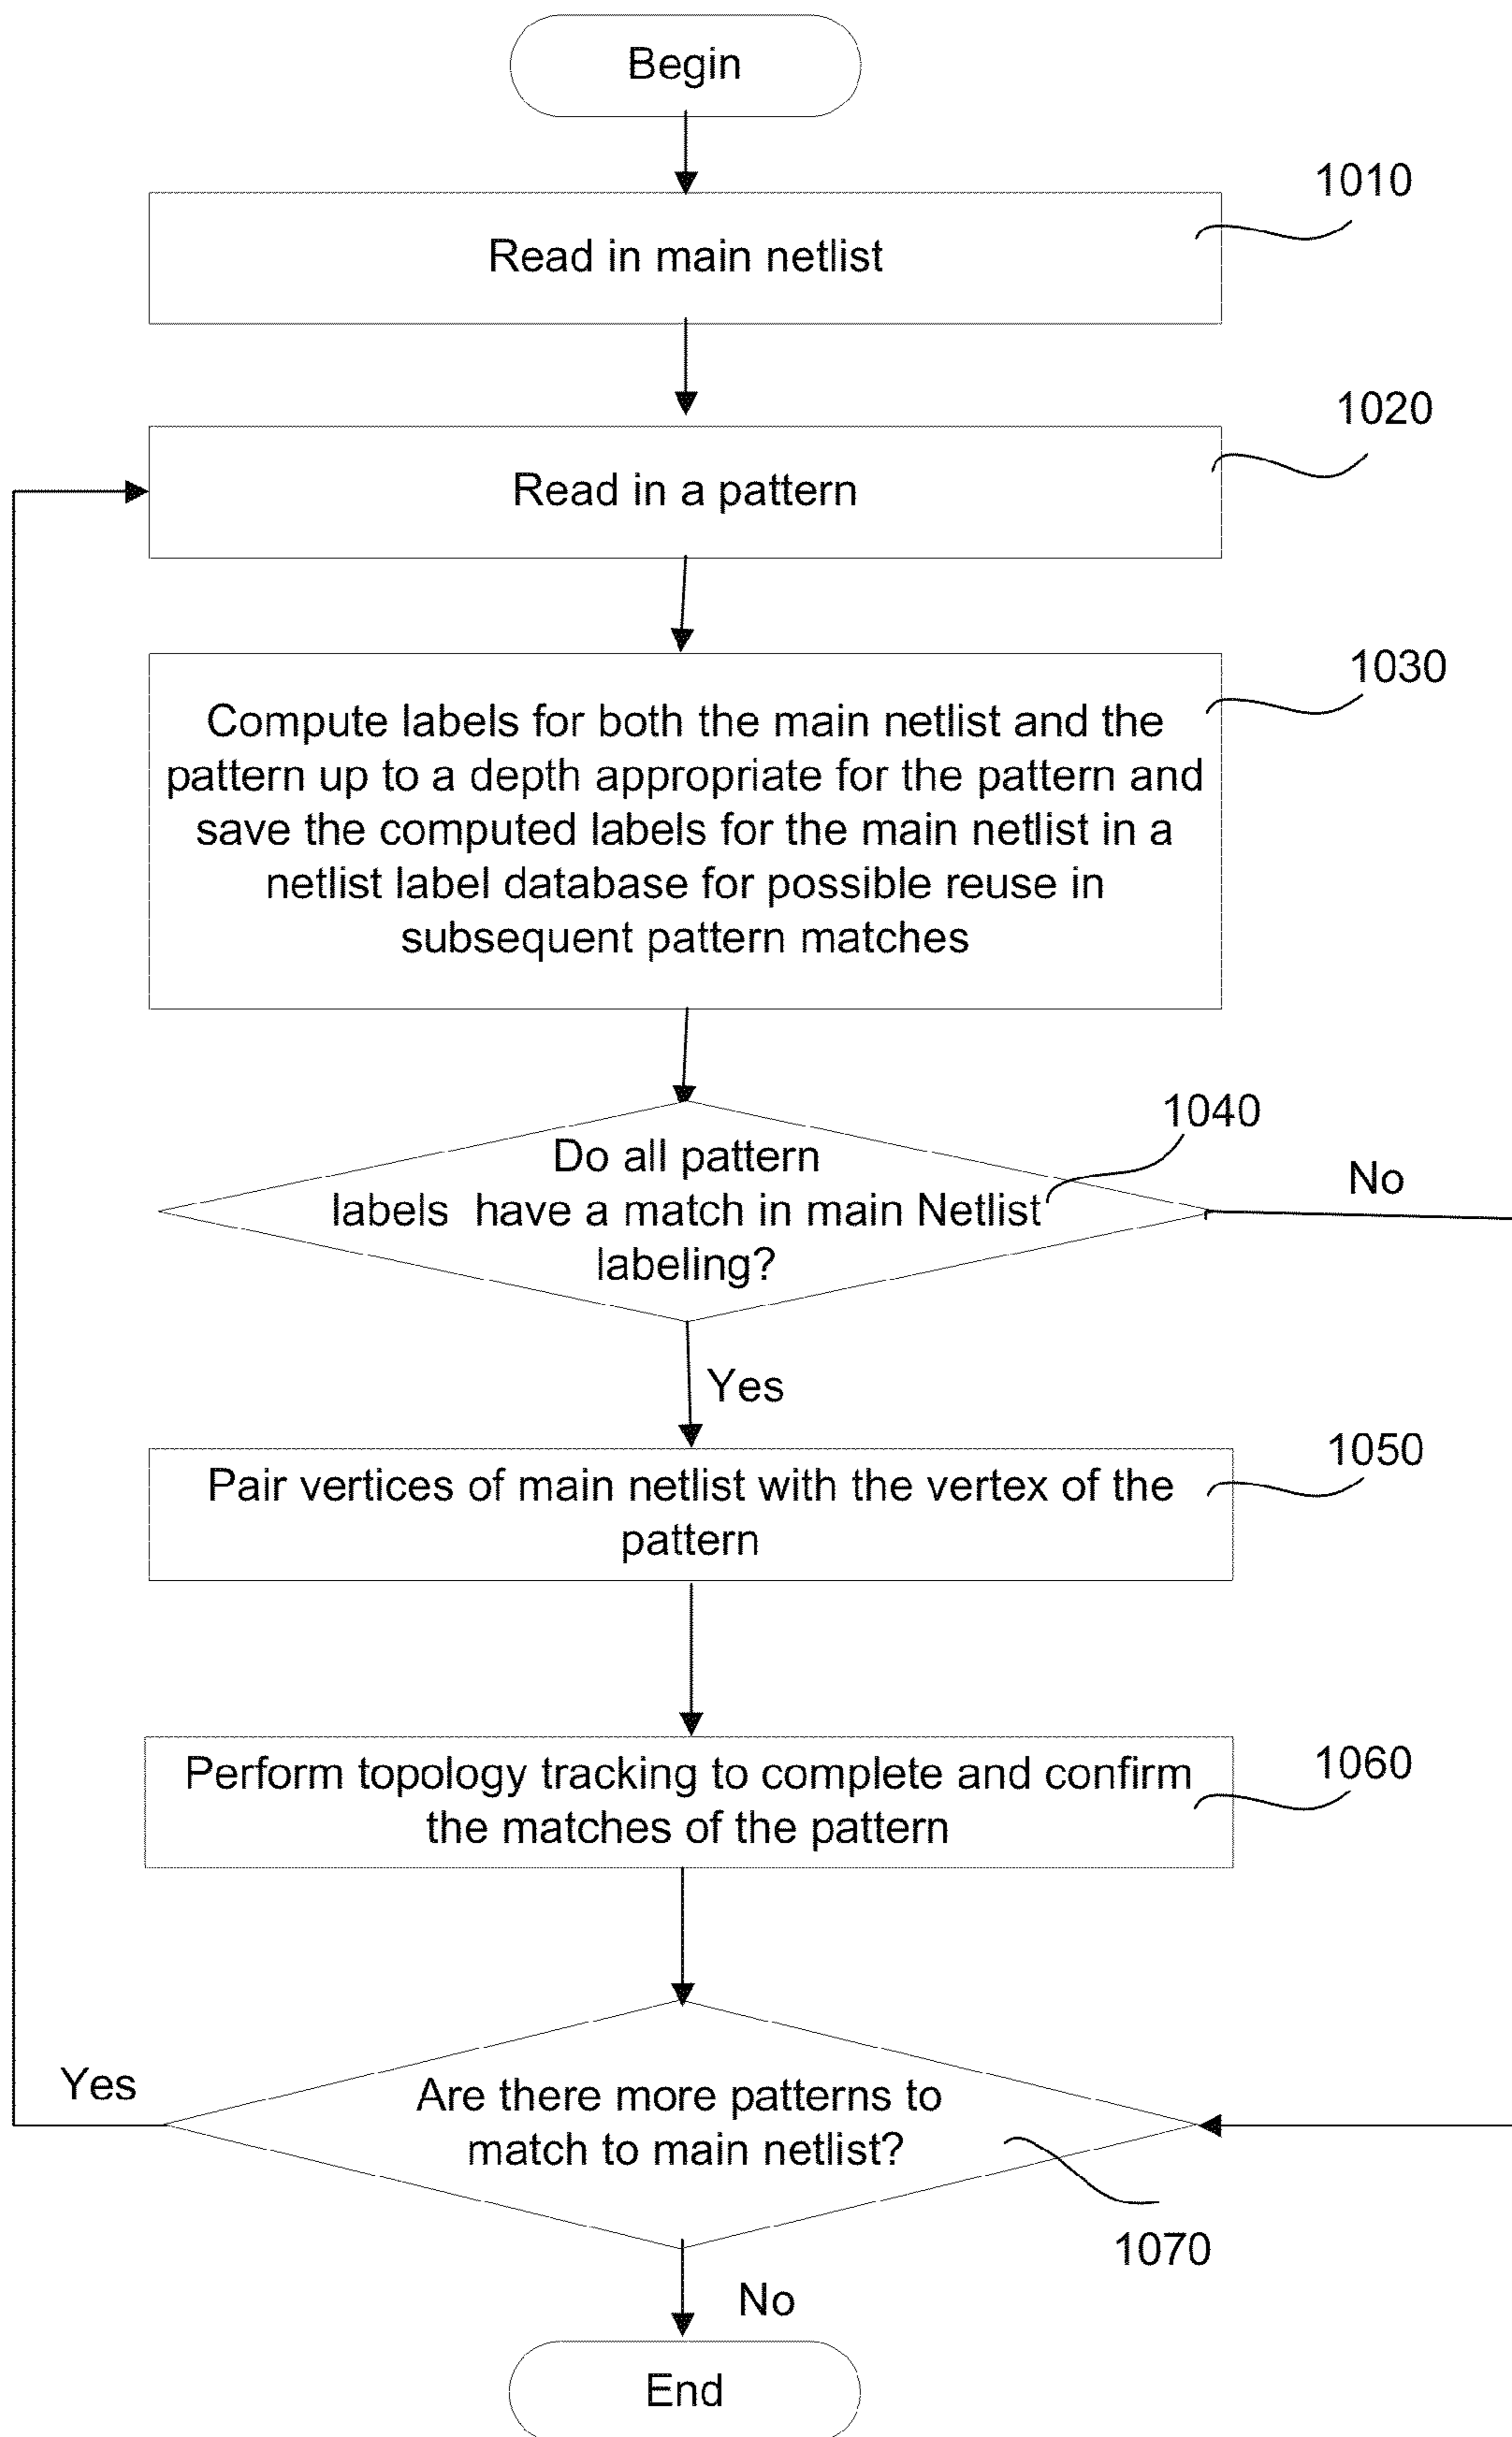 Begin
1010
Read in main netlist
1020
Read in a pattern
1030
Compute labels for both the main netlist and the
pattern up to a depth appropriate for the pattern and
save the computed labels for the main netlist in a
netlist label database for possible reuse in
subsequent pattern matches
1040
Do all pattern
labels have a match in main Netlist
labeling?
No
Yes
1050
Pair vertices of main netlist with the vertex of the
pattern
1060
Perform topology tracking to complete and confirm
the matches of the pattern
Yes
Are there more patterns to
match to main netlist?
1070
No
End